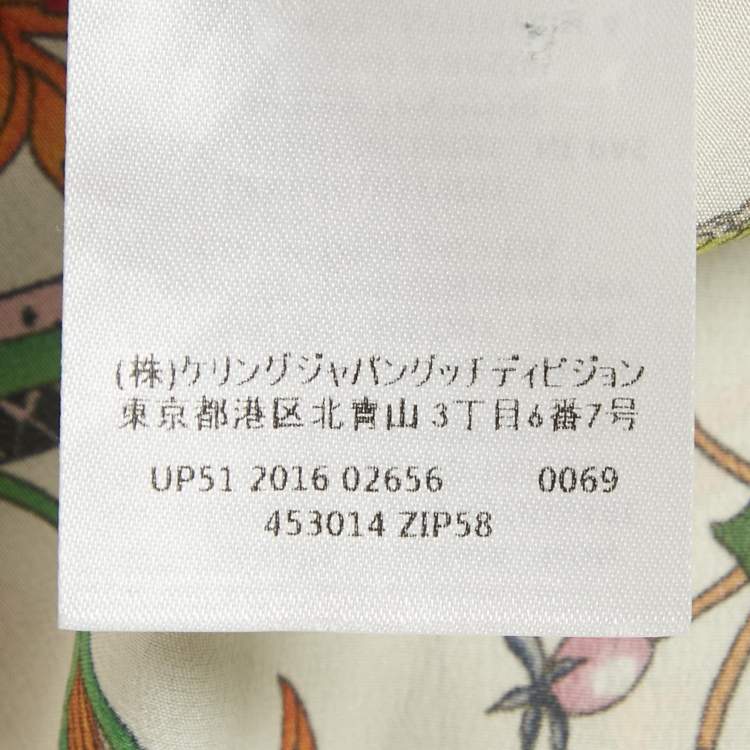 (株)ケリングジャパングッチディビジョン
東京都港区北青山3丁目6番7号
UP51 2016 02656 0069
453014 ZIP58